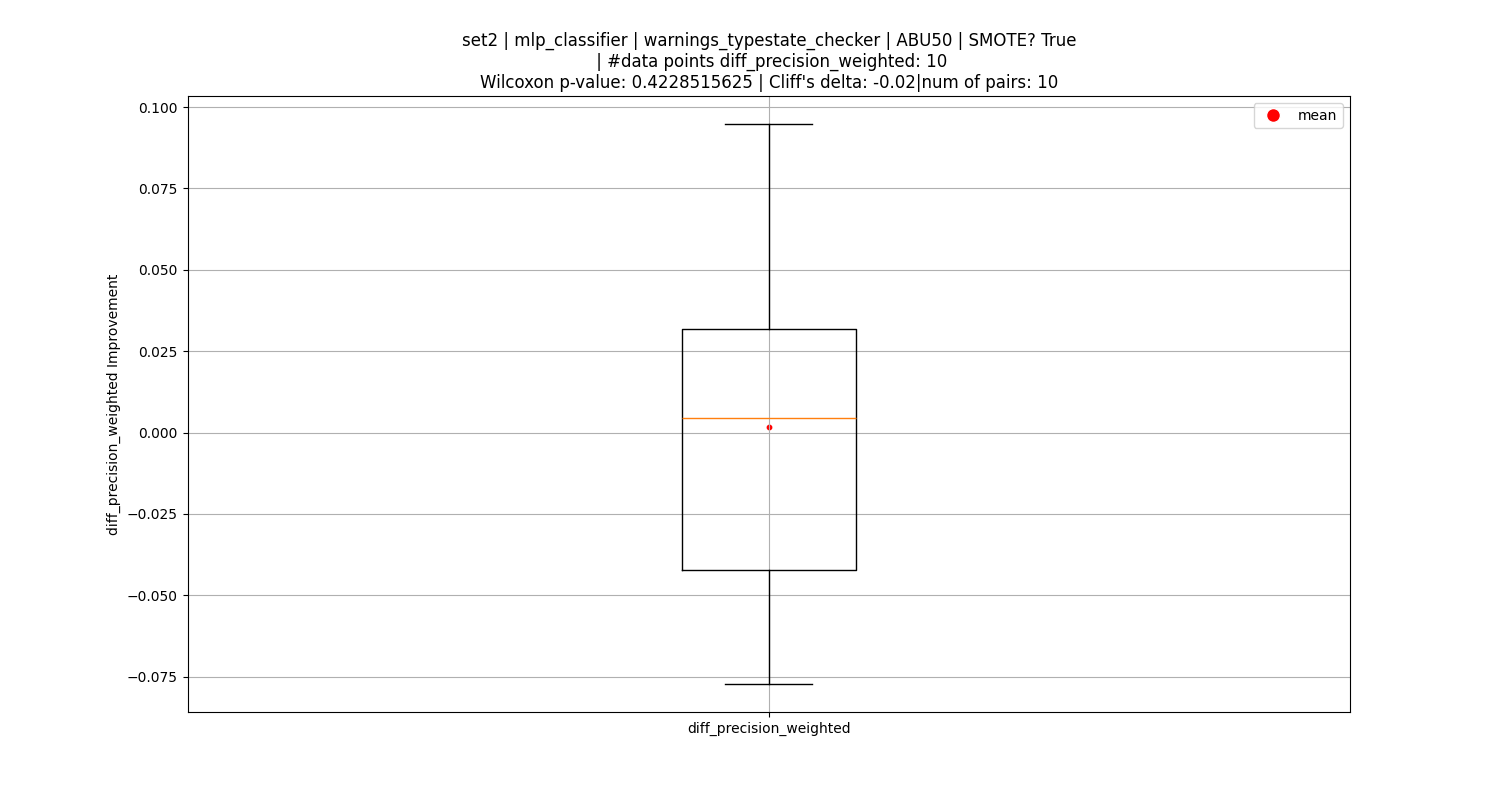 set2 | mlp_classifier | warnings_typestate_checker | ABU50 | SMOTE? True
| #data points diff_precision_weighted: 10
Wilcoxon p-value: 0.4228515625 | Cliff's delta: -0.02|num of pairs: 10
mean
0.100
0.075
0.050
0.025
0.000
−0.025
−0.050
−0.075
diff_precision_weighted Improvement
diff_precision_weighted